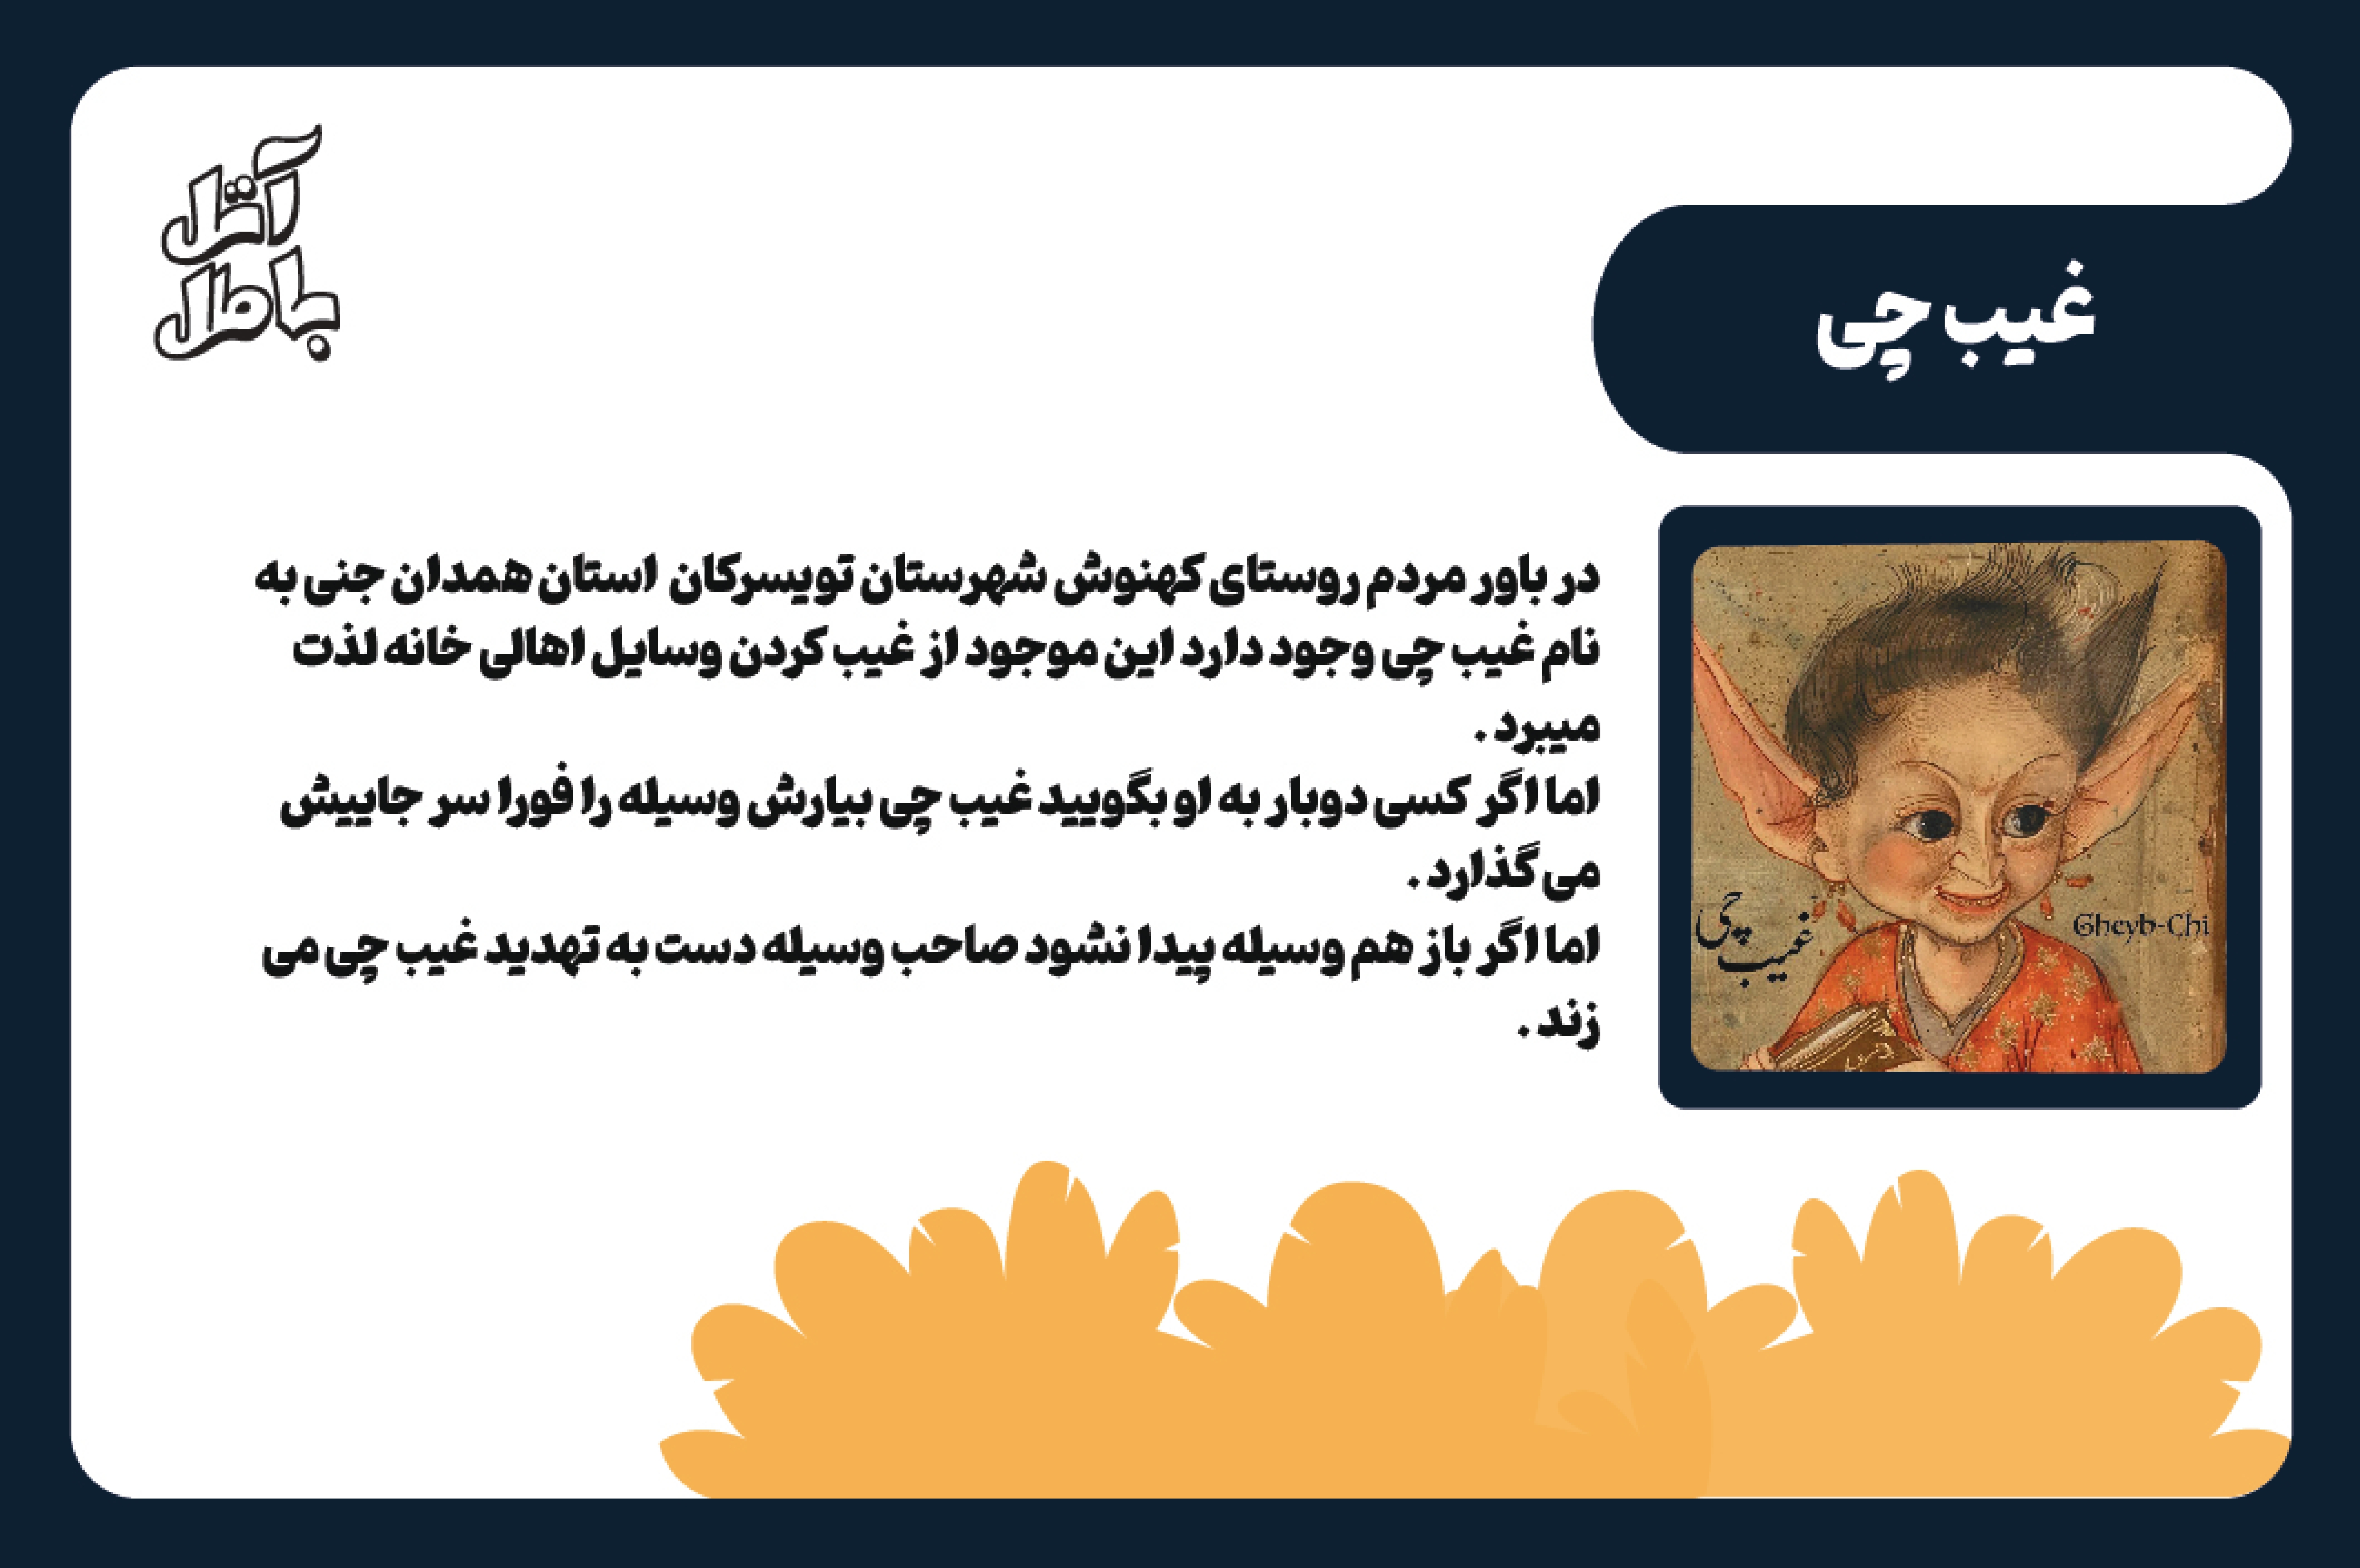 آتل
باطل
غیب چی
در باور مردم روستای کهنوش شهرستان تویسرکان استان همدان جنی به
نام غیب چی وجود دارد این موجود از غیب کردن وسایل اهالی خانه لذت
میبرد .
اما اگر کسی دوبار به او بگویید غیب چی بیارش وسیله را فورا سر جاییش
می گذارد .
اما اگر باز هم وسیله پیدا نشود صاحب وسیله دست به تهدید غیب چی می
زند .
غیب چی
Gheyb-Chi